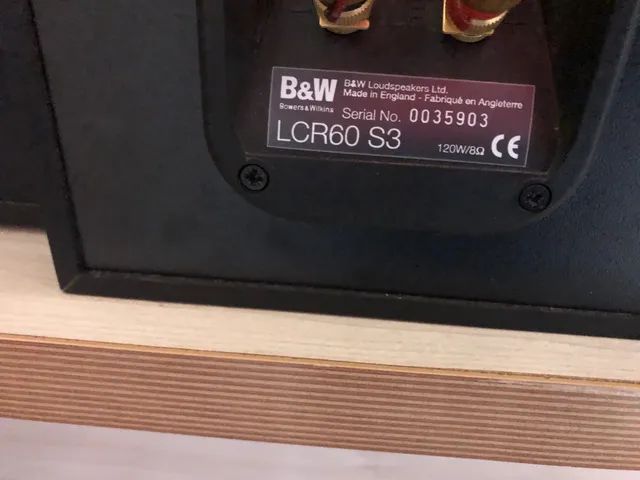 B&W B&W Loudspeakers Ltd.
Made in England - Fabriqué en Angleterre
Bowers & Wilkins Serial No. 0035903
LCR60 S3 120W/8Ω CE